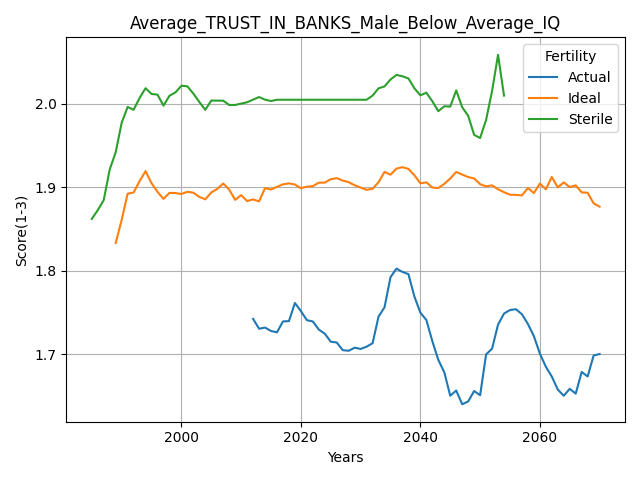 Average_TRUST_IN_BANKS_Male_Below_Average_IQ
Fertility
Actual
Ideal
Sterile
Score(1-3)
2.0
1.9
1.8
1.7
2000 2020 2040 2060
Years